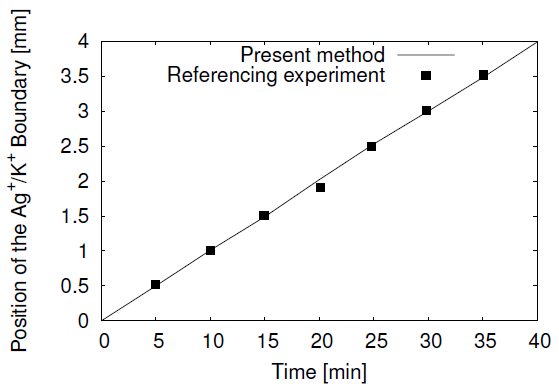 Position of the Ag+/K+ Boundary [mm]
4
3.5
3
2.5
2
1.5
1
0.5
0
Present method
Referencing experiment
0 5 10 15 20 25 30 35 40
Time [min]